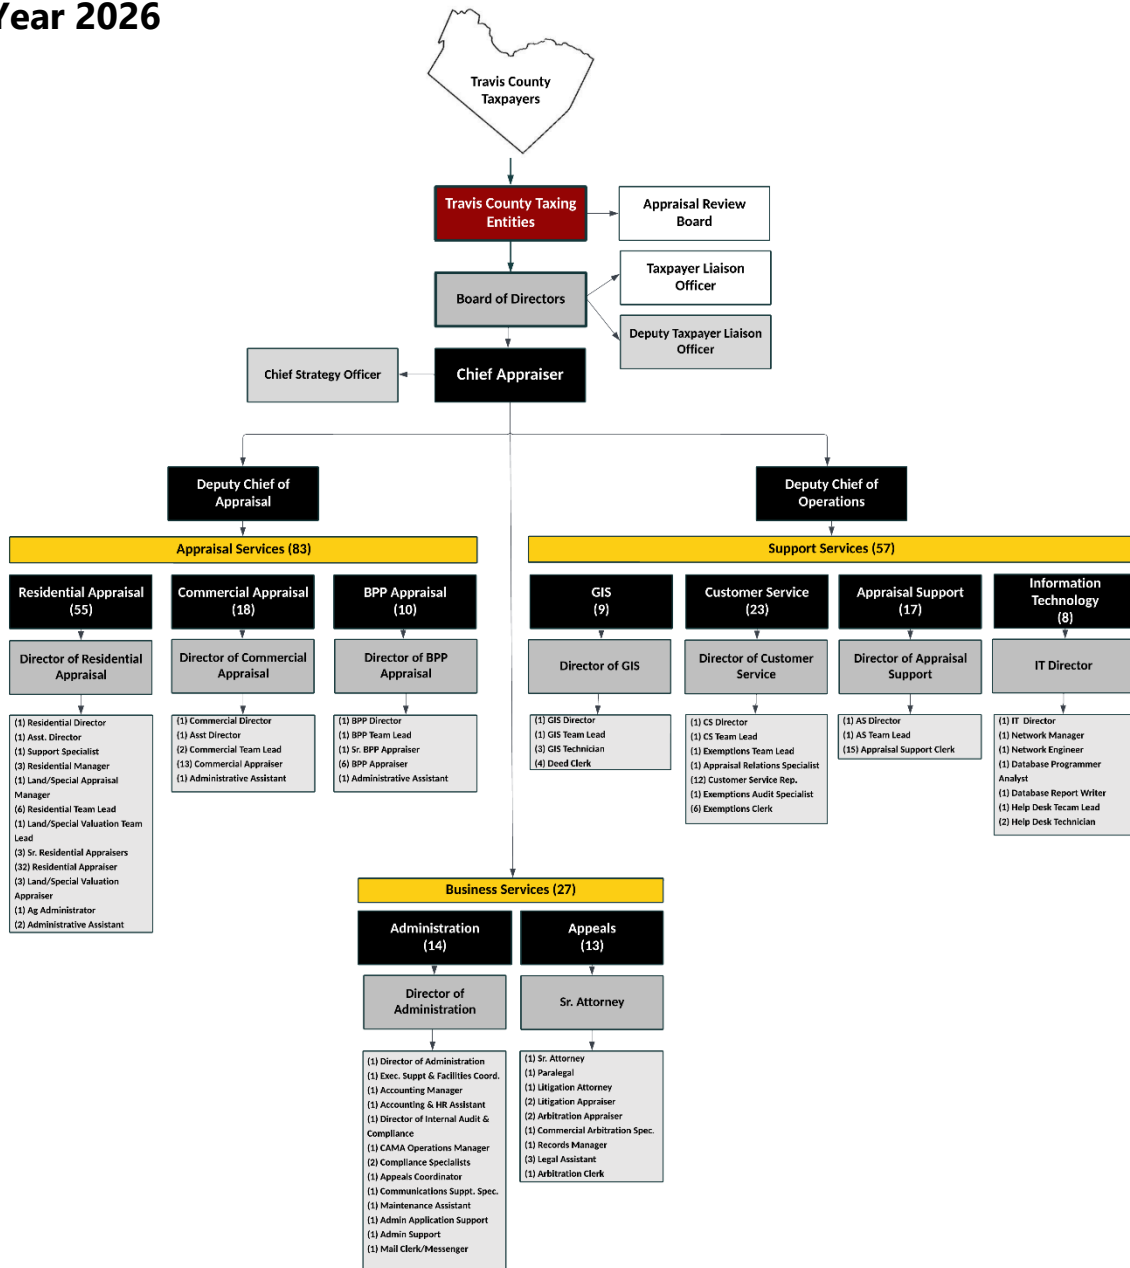 Year 2026
Travis County
Taxpayers
Travis County Taxing
Entities
Appraisal Review
Board
Taxpayer Liaison
Officer
Board of Directors
Deputy Taxpayer Liaison
Officer
Chief Strategy Officer
Chief Appraiser
Deputy Chief of
Appraisal
Deputy Chief of
Operations
Appraisal Services (83)
Support Services (57)
Residential Appraisal
(55)
Commercial Appraisal
(18)
BPP Appraisal
(10)
GIS
(9)
Customer Service
(23)
Appraisal Support
(17)
Information
Technology
(8)
Director of Residential
Appraisal
Director of Commercial
Appraisal
Director of BPP
Appraisal
Director of GIS
Director of Customer
Service
Director of Appraisal
Support
IT Director
(1) Residential Director
(1) Asst. Director
(1) Support Specialist
(3) Residential Manager
(1) Land/Special Appraisal
Manager
(6) Residential Team Lead
(1) Land/Special Valuation Team
Lead
(3) Sr. Residential Appraisers
(32) Residential Appraiser
(3) Land/Special Valuation
Appraiser
(1) Ag Administrator
(2) Administrative Assistant
(1) Commercial Director
(1) Asst Director
(2) Commercial Team Lead
(13) Commercial Appraiser
(1) Administrative Assistant
(1) BPP Director
(1) BPP Team Lead
(1) Sr. BPP Appraiser
(6) BPP Appraiser
(1) Administrative Assistant
(1) GIS Director
(1) GIS Team Lead
(3) GIS Technician
(4) Deed Clerk
(1) CS Director
(1) CS Team Lead
(1) Exemptions Team Lead
(1) Appraisal Relations Specialist
(12) Customer Service Rep.
(1) Exemptions Audit Specialist
(6) Exemptions Clerk
(1) AS Director
(1) AS Team Lead
(15) Appraisal Support Clerk
(1) IT Director
(1) Network Manager
(1) Network Engineer
(1) Database Programmer
Analyst
(1) Database Report Writer
(1) Help Desk Tecam Lead
(2) Help Desk Technician
Business Services (27)
Administration
(14)
Appeals
(13)
Director of
Administration
Sr. Attorney
(1) Director of Administration
(1) Exec. Suppt & Facilities Coord.
(1) Accounting Manager
(1) Accounting & HR Assistant
(1) Director of Internal Audit &
Compliance
(1) CAMA Operations Manager
(2) Compliance Specialists
(1) Appeals Coordinator
(1) Communications Suppt. Spec.
(1) Maintenance Assistant
(1) Admin Application Support
(1) Admin Support
(1) Mail Clerk/Messenger
(1) Sr. Attorney
(1) Paralegal
(1) Litigation Attorney
(2) Litigation Appraiser
(2) Arbitration Appraiser
(1) Commercial Arbitration Spec.
(1) Records Manager
(3) Legal Assistant
(1) Arbitration Clerk